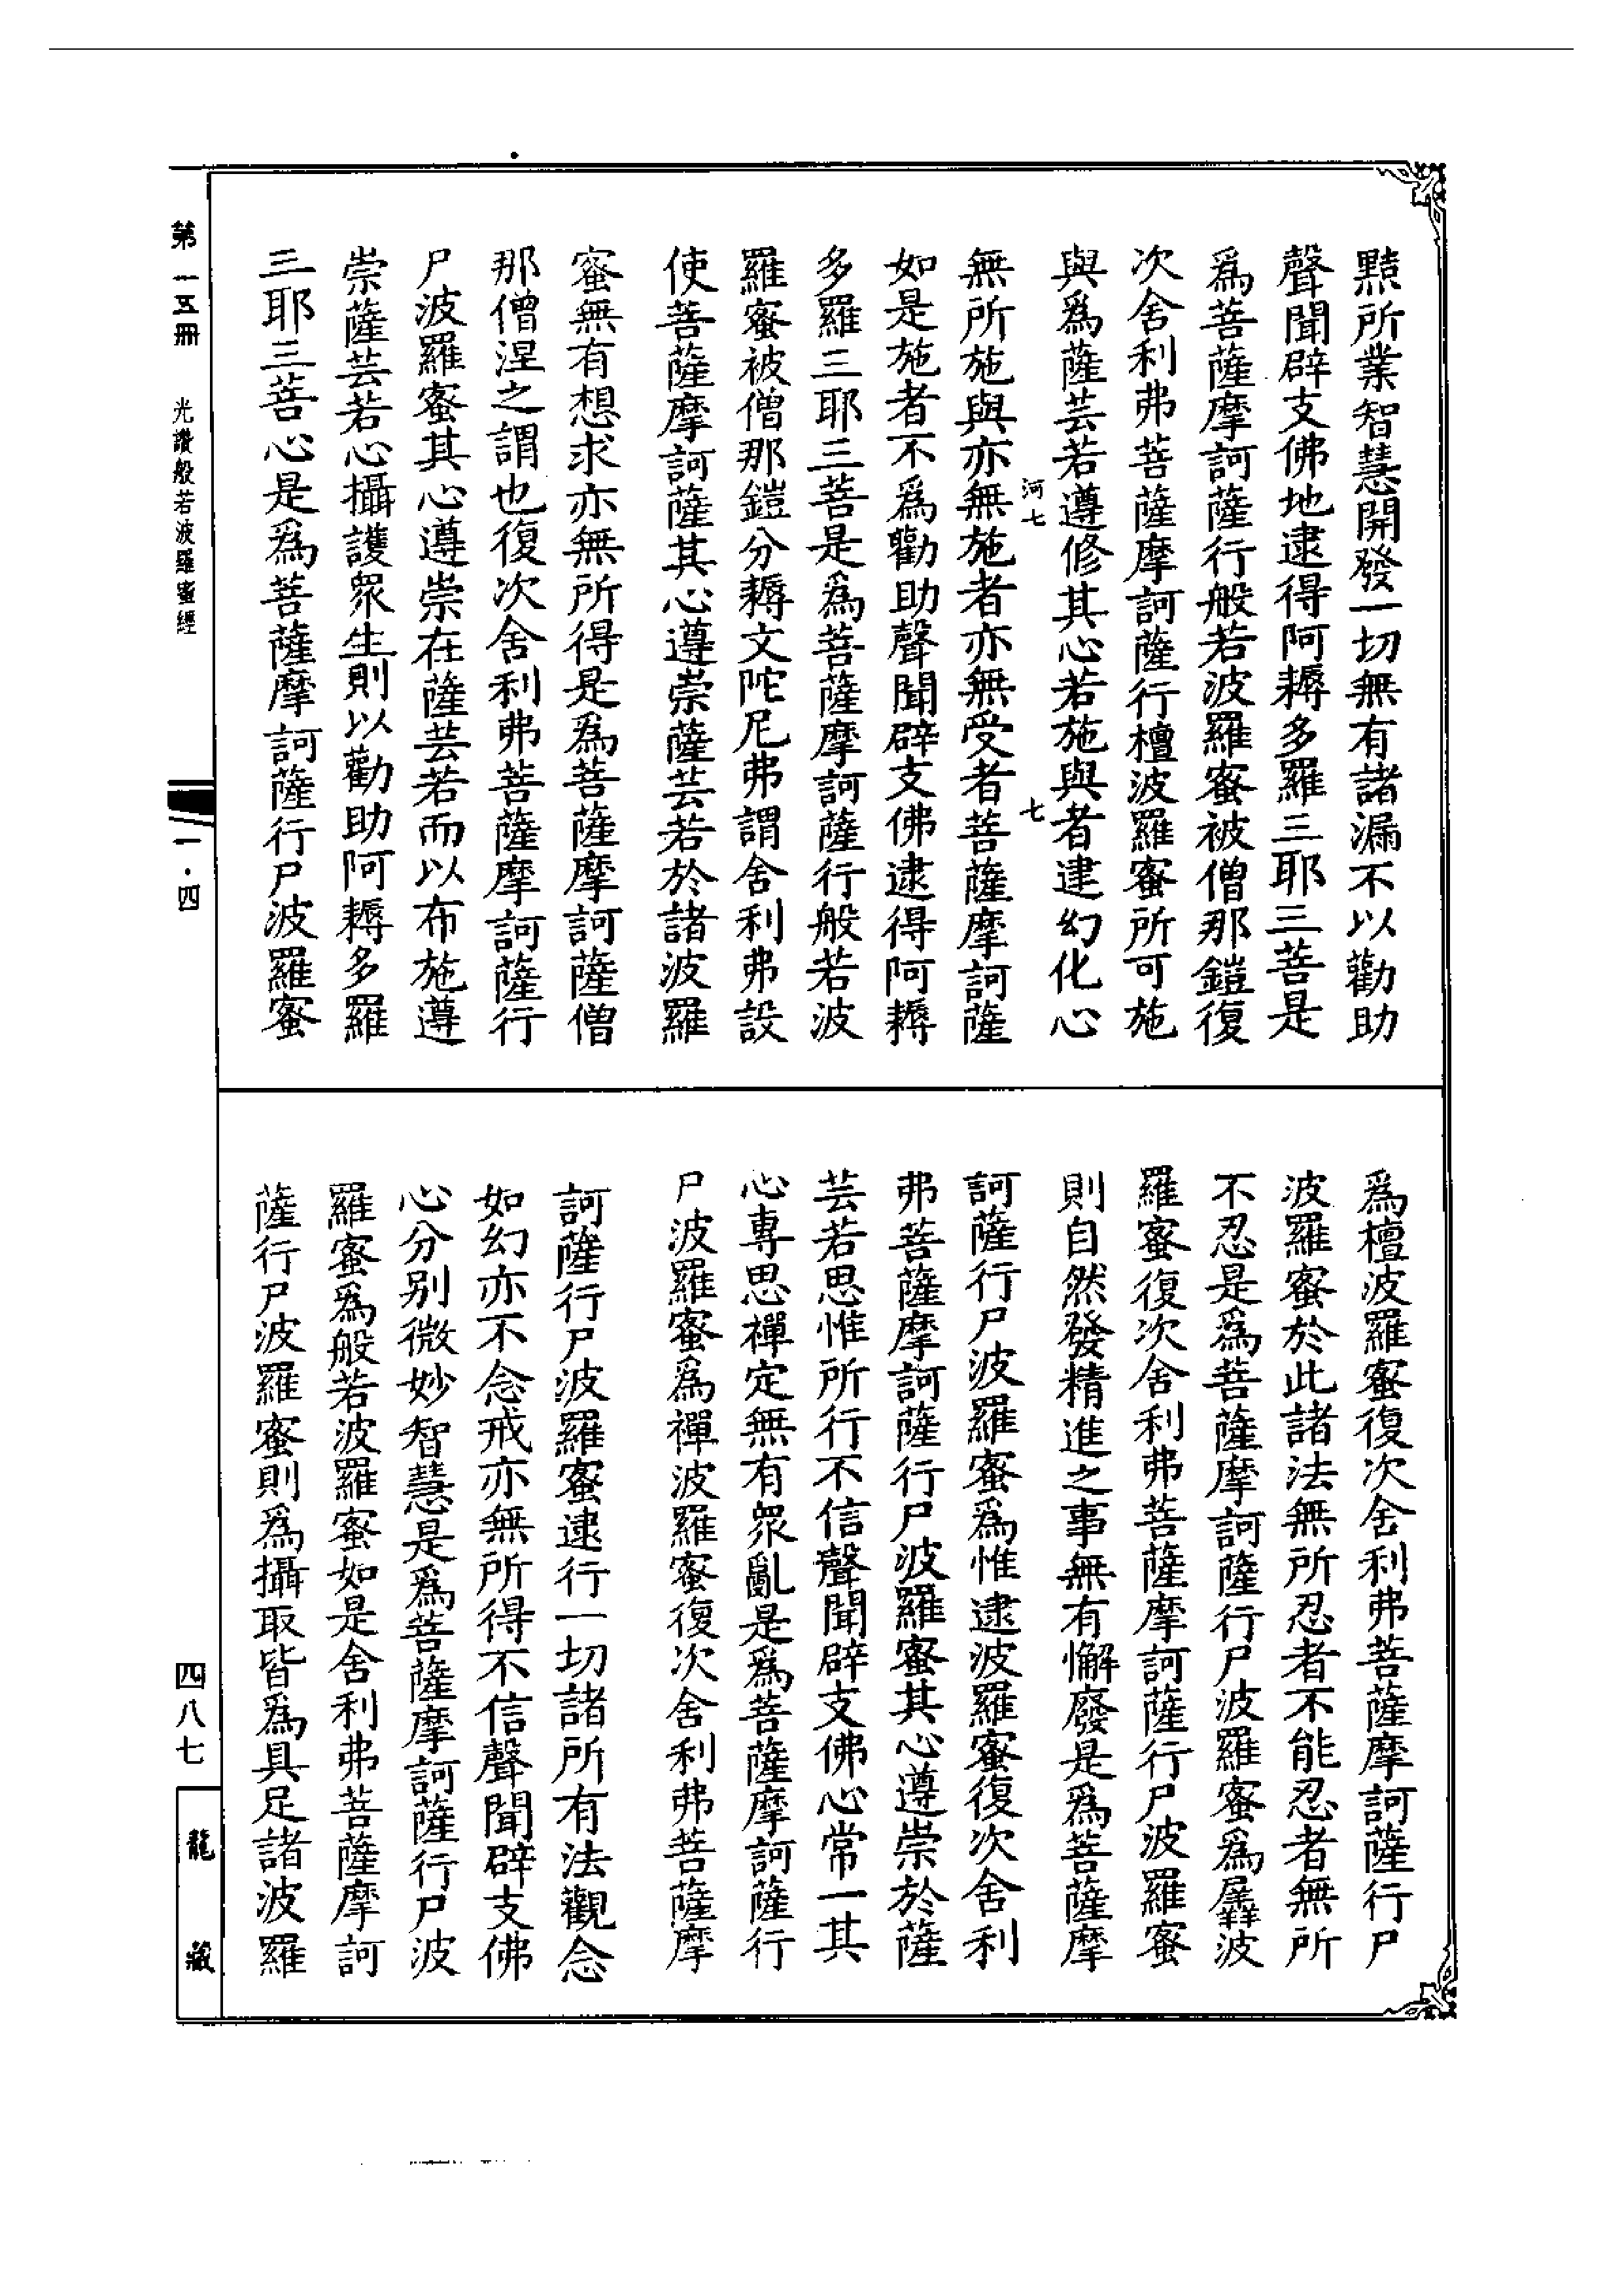 黠所業智慧開發一切無有諸漏不以勸助
聲聞辟支佛地逮得阿耨多羅三耶三菩是
爲菩薩摩訶薩行般若波羅蜜被僧那鎧復
次舍利弗菩薩摩訶薩行檀波羅蜜所可施
與爲薩芸若遵修其心若施與者建幻化心
河七 七
無所施與亦無施者亦無受者菩薩摩訶薩
如是施者不爲勸助聲聞辟支佛逮得阿耨
多羅三耶三菩是爲菩薩摩訶薩行般若波
羅蜜被僧那鎧分耨文陀尼弗謂舍利弗設
使菩薩摩訶薩其心遵崇薩芸若於諸波羅
蜜無有想求亦無所得是爲菩薩摩訶薩僧
那僧涅之謂也復次舍利弗菩薩摩訶薩行
尸波羅蜜其心遵崇在薩芸若而以布施遵
崇薩芸若心攝護衆生則以勸助阿耨多羅
三耶三菩心是爲菩薩摩訶薩行尸波羅蜜
爲檀波羅蜜復次舍利弗菩薩摩訶薩行尸
波羅蜜於此諸法無所忍者不能忍者無所
不忍是爲菩薩摩訶薩行尸波羅蜜爲羼波
羅蜜復次舍利弗菩薩摩訶薩行尸波羅蜜
則自然發精進之事無有懈廢是爲菩薩摩
訶薩行尸波羅蜜爲惟逮波羅蜜復次舍利
弗菩薩摩訶薩行尸波羅蜜其心遵崇於薩
芸若思惟所行不信聲聞辟支佛心常一其
心專思禪定無有衆亂是爲菩薩摩訶薩行
尸波羅蜜爲禪波羅蜜復次舍利弗菩薩摩
訶薩行尸波羅蜜逮行一切諸所有法觀念
如幻亦不念戒亦無所得不信聲聞辟支佛
心分別微妙智慧是爲菩薩摩訶薩行尸波
羅蜜爲般若波羅蜜如是舍利弗菩薩摩訶
薩行尸波羅蜜則爲攝取皆爲具足諸波羅
第一五冊 光讚般若波羅蜜經
一·四
四八七
龍藏